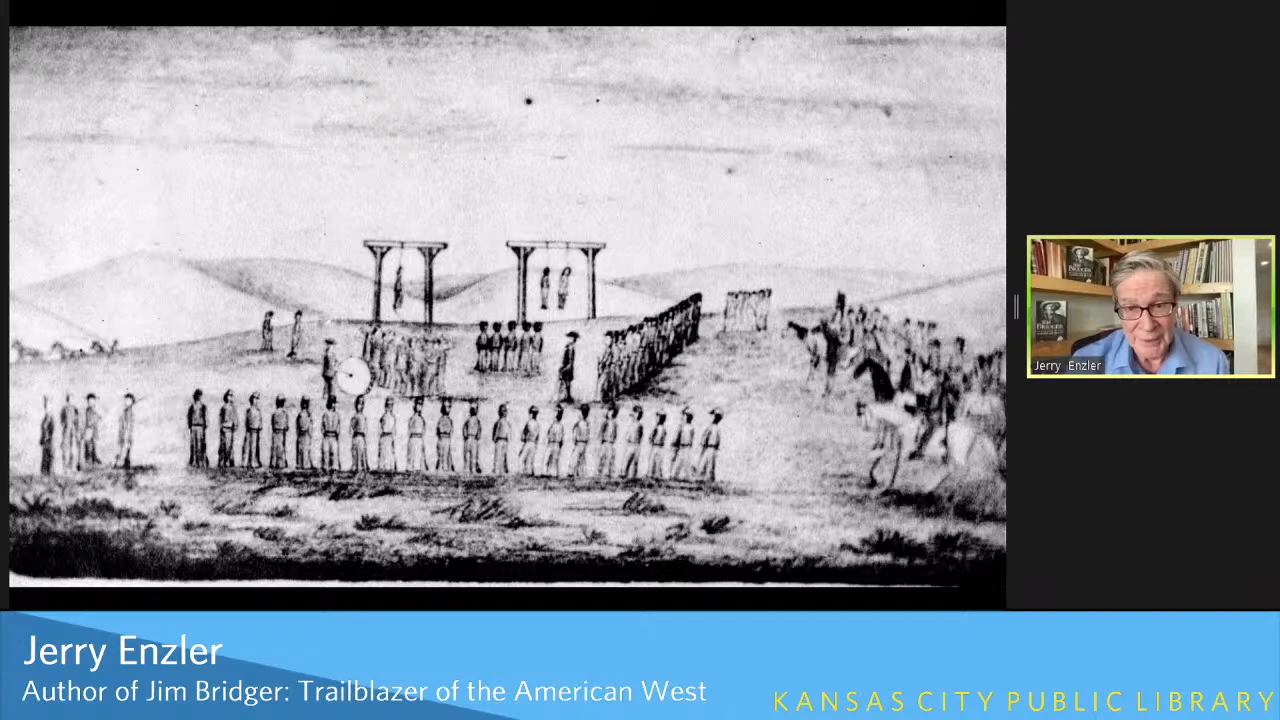 Jerry Enzler
Jerry Enzler
Author of Jim Bridger: Trailblazer of the American West
KANSAS CITY PUBLIC LIBRARY